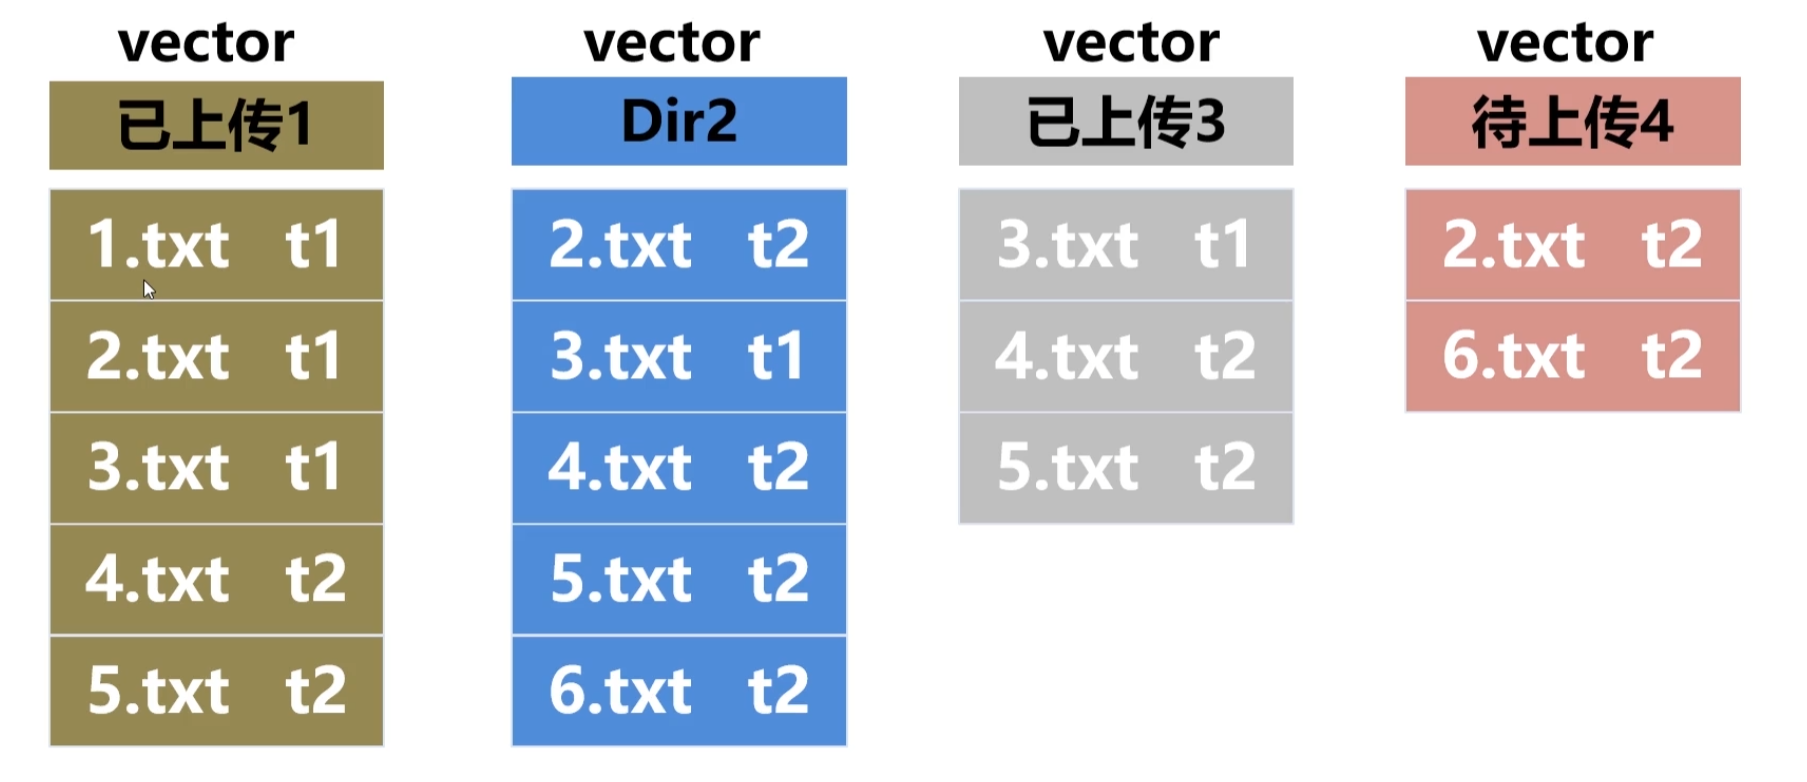 vector
已上传1
1.txt t1
2.txt t1
3.txt t1
4.txt t2
5.txt t2
vector
Dir2
2.txt t2
3.txt t1
4.txt t2
5.txt t2
6.txt t2
vector
已上传3
3.txt t1
4.txt t2
5.txt t2
vector
待上传4
2.txt t2
6.txt t2